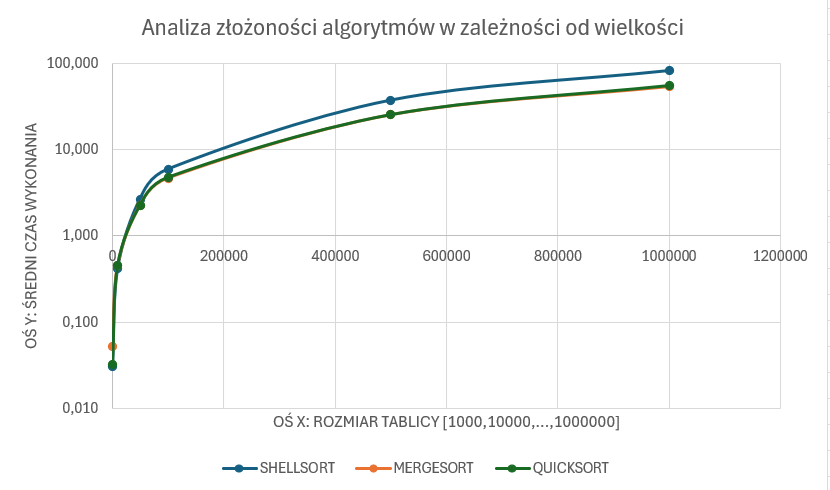 Analiza złożoności algorytmów w zależności od wielkości
100,000
10,000
1,000
0,100
0,010
0
200000
400000
600000
800000
1000000
1200000
OŚ Y: ŚREDNI CZAS WYKONANIA
OŚ X: ROZMIAR TABLICY [1000,10000,...,1000000]
SHELLSORT
MERGESORT
QUICKSORT